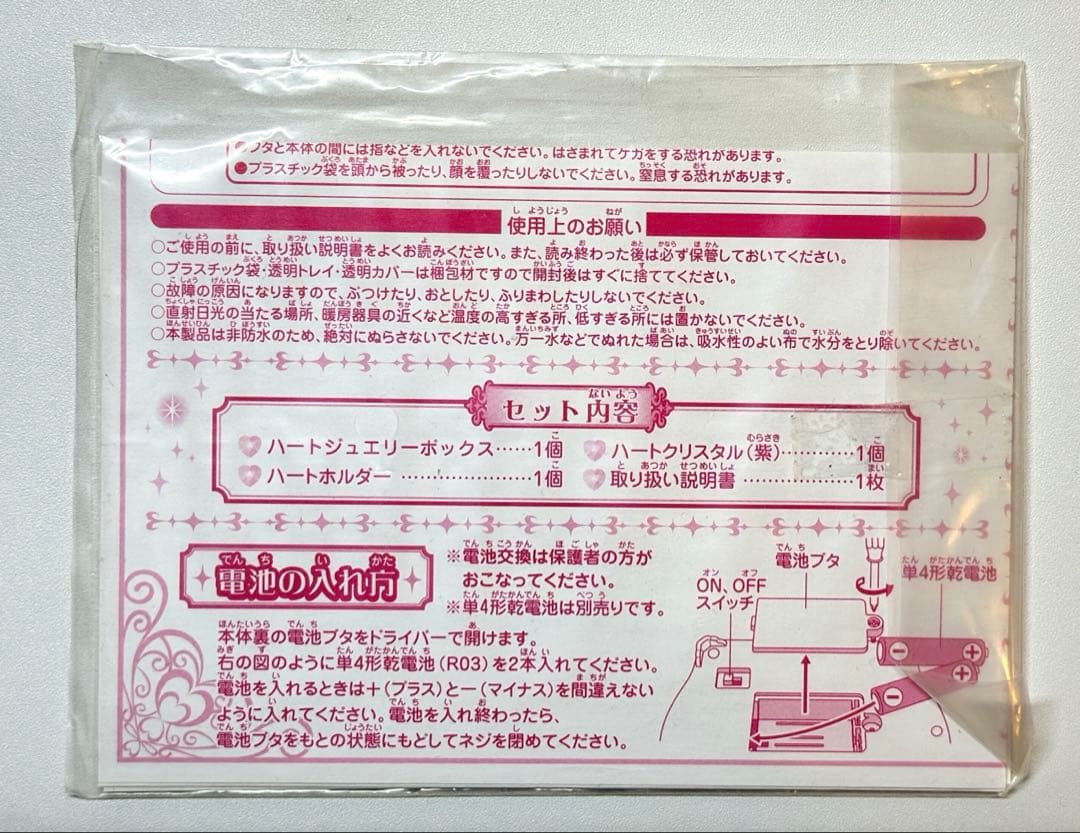 ●フタと本体の間には指などを入れないでください。はさまれてケガをする恐れがあります。
●プラスチック袋を頭から被ったり、顔を覆ったりしないでください。窒息する恐れがあります。
使用上のお願い
○ご使用の前に、取り扱い説明書をよくお読みください。また、読み終わった後は必ず保管しておいてください。
○プラスチック袋・透明トレイ・透明カバーは梱包材ですので開封後はすぐに捨ててください。
○故障の原因になりますので、ぶつけたり、おとしたり、ふりまわしたりしないでください。
○直射日光の当たる場所、暖房器具の近くなど温度の高すぎる所、低すぎる所には置かないでください。
○本製品は非防水のため、絶対にぬらさないでください。万一水などでぬれた場合は、吸水性のよい布で水分をとり除いてください。
セット内容
ハートジュエリーボックス……1個
ハートクリスタル(紫)…………1個
ハートホルダー …………………1個
取り扱い説明書 ………………1枚
電池の入れ方
※電池交換は保護者の方が
おこなってください。
※単4形乾電池は別売りです。
本体裏の電池ブタをドライバーで開けます。
右の図のように単4形乾電池(R03)を2本入れてください。
電池を入れるときは＋(プラス)とー(マイナス)を間違えない
ように入れてください。電池を入れ終わったら、
電池ブタをもとの状態にもどしてネジを閉めてください。
電池ブタ
ON、OFF
スイッチ
単4形乾電池